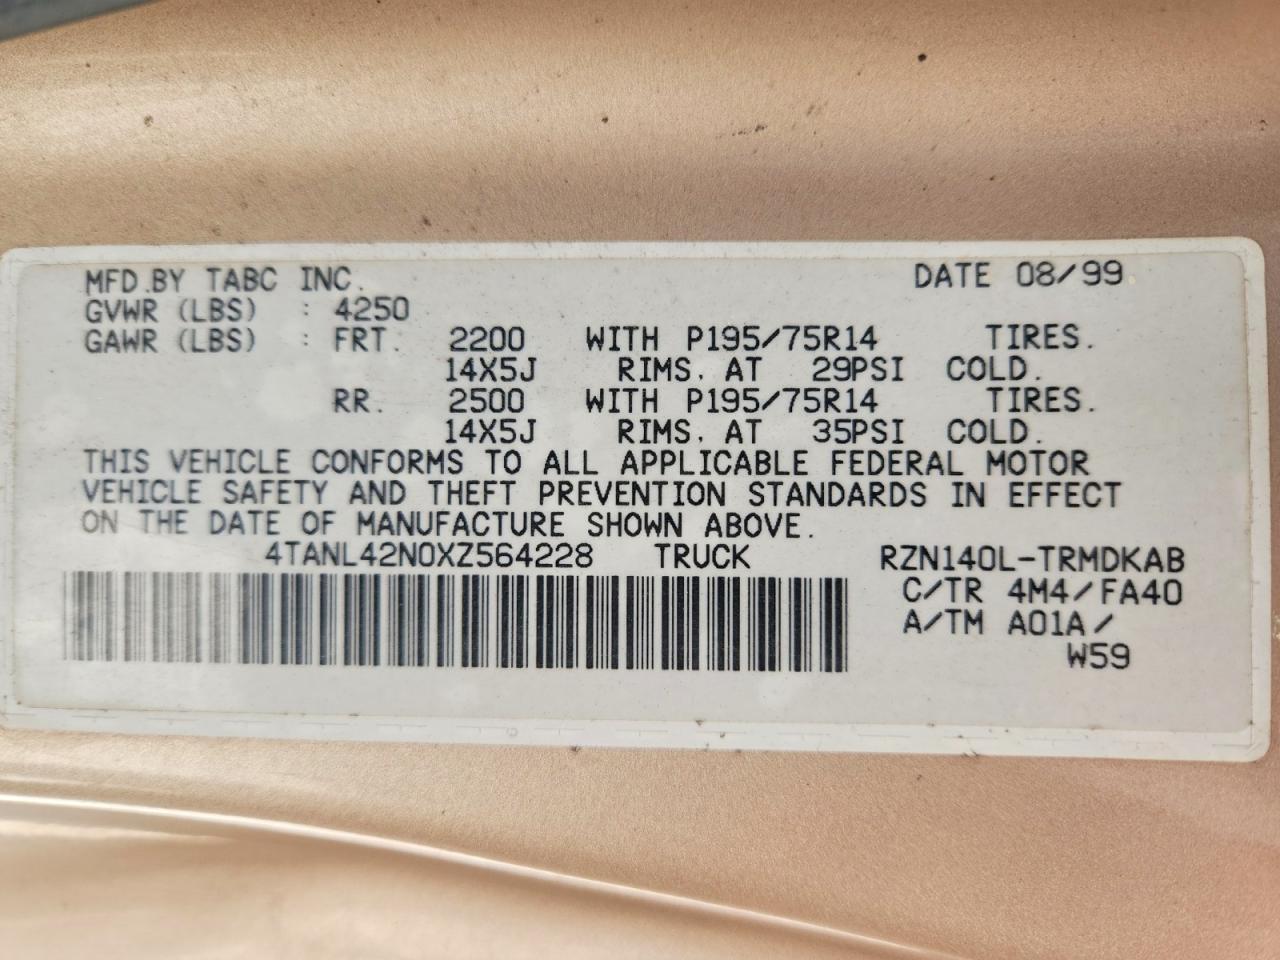 MFD.BY TABC INC. DATE 08/99
GVWR (LBS) : 4250
GAWR (LBS) : FRT. 2200 WITH P195/75R14 TIRES.
14X5J RIMS. AT 29PSI COLD.
RR. 2500 WITH P195/75R14 TIRES.
14X5J RIMS. AT 35PSI COLD.
THIS VEHICLE CONFORMS TO ALL APPLICABLE FEDERAL MOTOR
VEHICLE SAFETY AND THEFT PREVENTION STANDARDS IN EFFECT
ON THE DATE OF MANUFACTURE SHOWN ABOVE.
4TANL42N0XZ564228 TRUCK RZN140L-TRMDKAB
C/TR 4M4/FA40
A/TM A01A/
W59